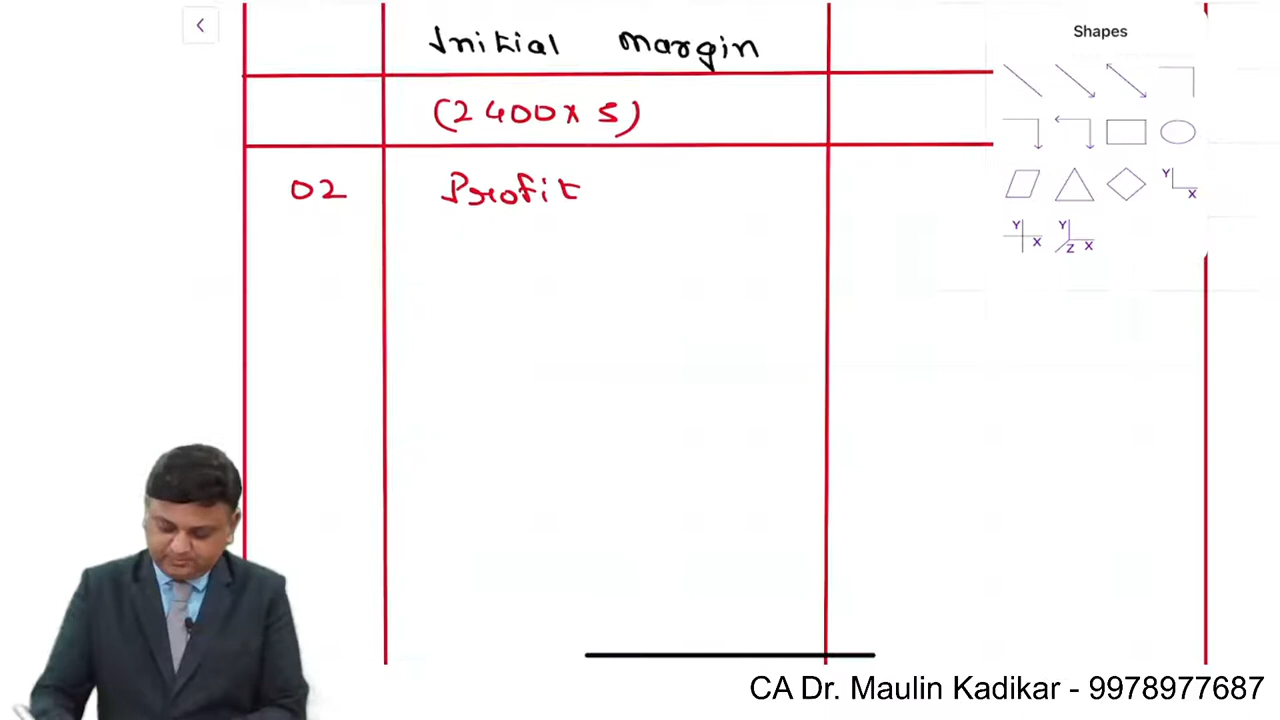 Initial Margin
Shapes
(2400 x 5)
02 Profit
Y
X
Y
X
Y
Z
X
CA Dr. Maulin Kadikar - 9978977687